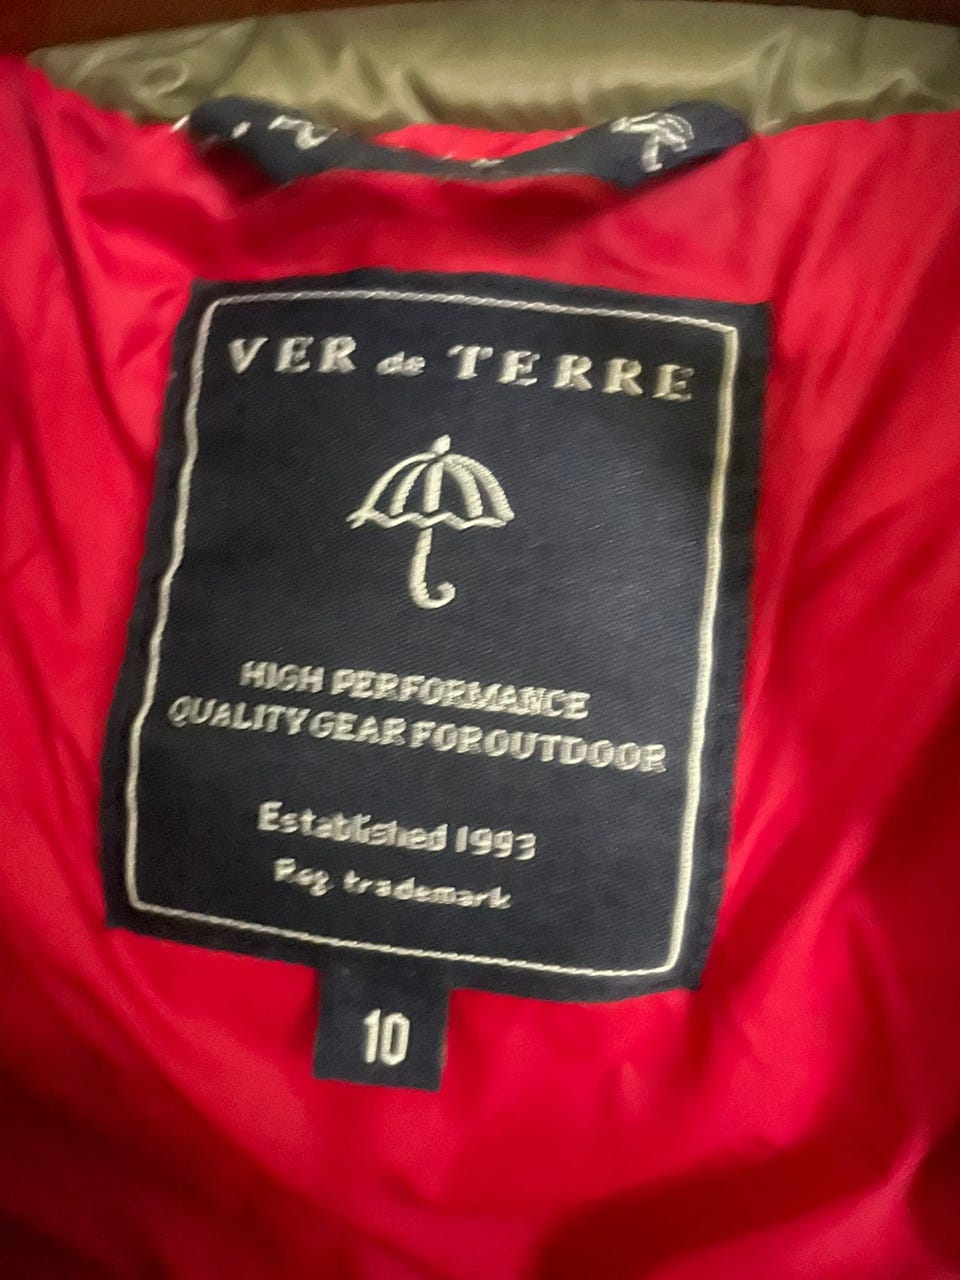 VER de TERRE
HIGH PERFORMANCE
QUALITY GEAR FOR OUTDOOR
Established 1993
Reg trademark
10